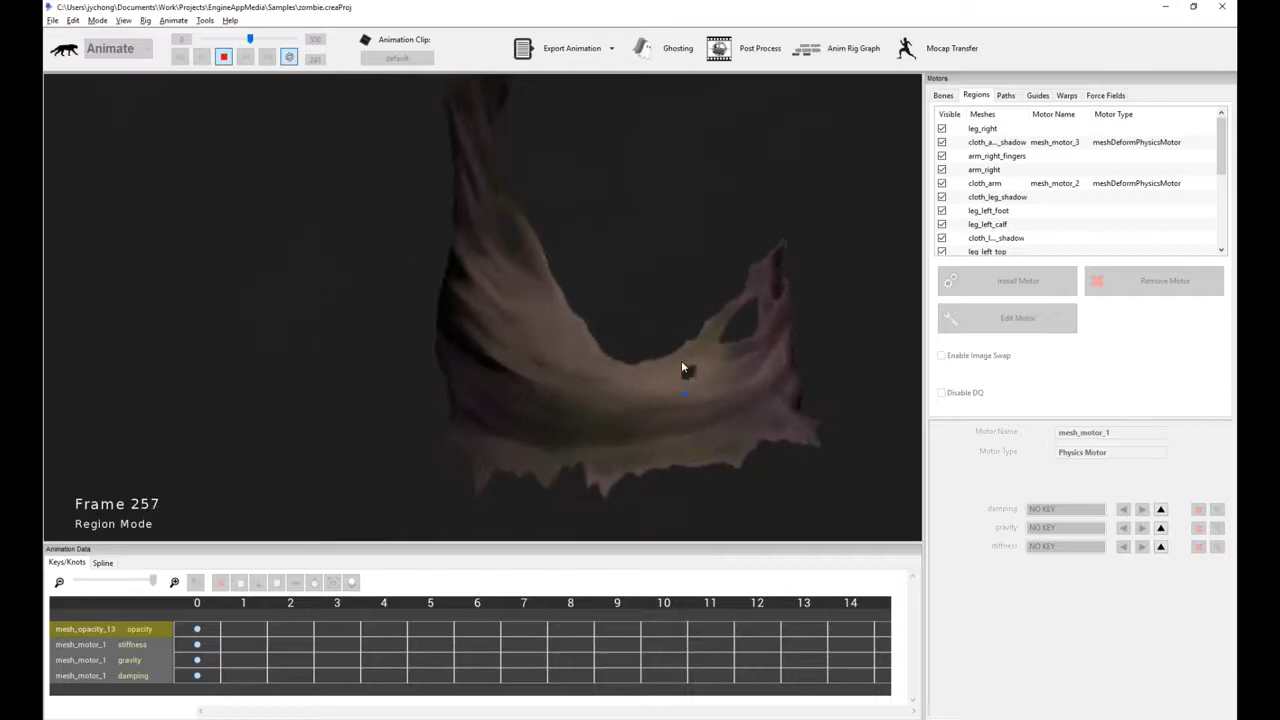 C:\Users\jychong\Documents\Work\Projects\EngineAppMedia\Samples\zombie.creaProj
File Edit Mode View Rig Animate Tools Help
Animate
0 500
241
Animation Clip:
default
Export Animation
Ghosting
Post Process
Anim Rig Graph
Mocap Transfer
Motors
Bones Regions Paths Guides Warps Force Fields
Visible Meshes Motor Name Motor Type
leg_right
cloth_a..._shadow mesh_motor_3 meshDeformPhysicsMotor
arm_right_fingers
arm_right
cloth_arm mesh_motor_2 meshDeformPhysicsMotor
cloth_leg_shadow
leg_left_foot
leg_left_calf
cloth_l..._shadow
leg_left_top
Install Motor Remove Motor
Edit Motor
Enable Image Swap
Disable DQ
Motor Name mesh_motor_1
Motor Type Physics Motor
damping NO KEY
gravity NO KEY
stiffness NO KEY
Frame 257
Region Mode
Animation Data
Keys/Knots Spline
0 1 2 3 4 5 6 7 8 9 10 11 12 13 14
mesh_opacity_13 opacity
mesh_motor_1 stiffness
mesh_motor_1 gravity
mesh_motor_1 damping